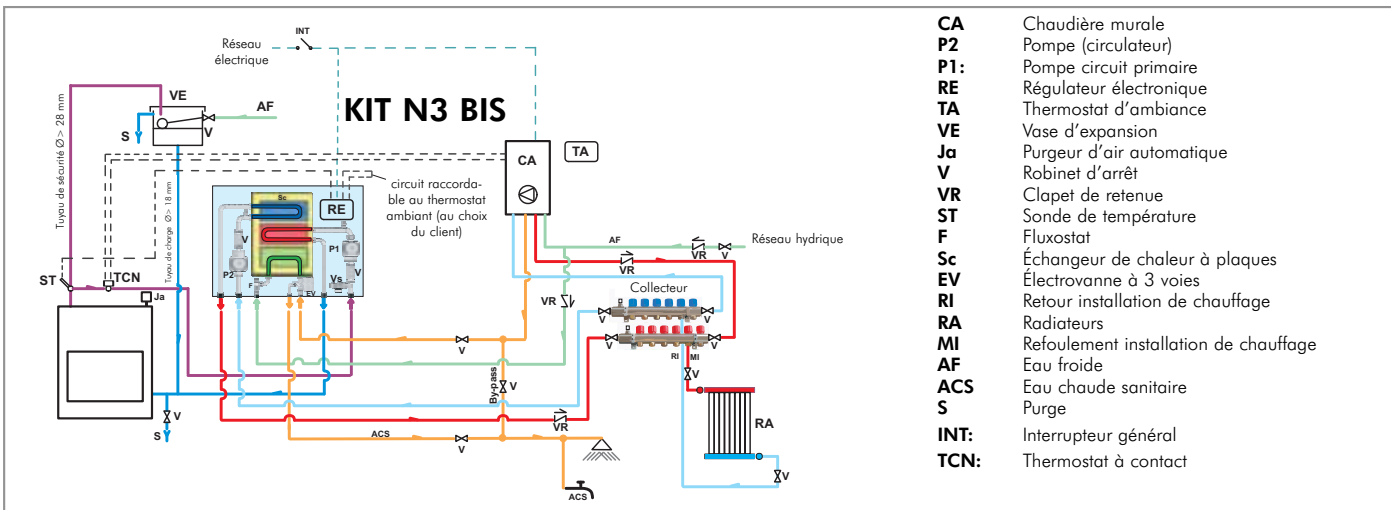 INT
Réseau
électrique
VE
AF
S
V
Tuyau de sécurité Ø > 28 mm
KIT N3 BIS
CA
TA
Sc
RE
circuit raccorda-
ble au thermostat
ambiant (au choix
du client)
Tuyau de charge Ø > 18 mm
V
P1
P2
V
Vs
F
EV
ST
TCN
Ja
AF
VR
V
Réseau hydrique
VR
VR
Collecteur
V
V
V
V
RI
MI
V
V
By-pass
V
RA
V
S
ACS
V
VR
V
ACS
CA Chaudière murale
P2 Pompe (circulateur)
P1: Pompe circuit primaire
RE Régulateur électronique
TA Thermostat d'ambiance
VE Vase d'expansion
Ja Purgeur d'air automatique
V Robinet d'arrêt
VR Clapet de retenue
ST Sonde de température
F Fluxostat
Sc Échangeur de chaleur à plaques
EV Électrovanne à 3 voies
RI Retour installation de chauffage
RA Radiateurs
MI Refoulement installation de chauffage
AF Eau froide
ACS Eau chaude sanitaire
S Purge
INT: Interrupteur général
TCN: Thermostat à contact